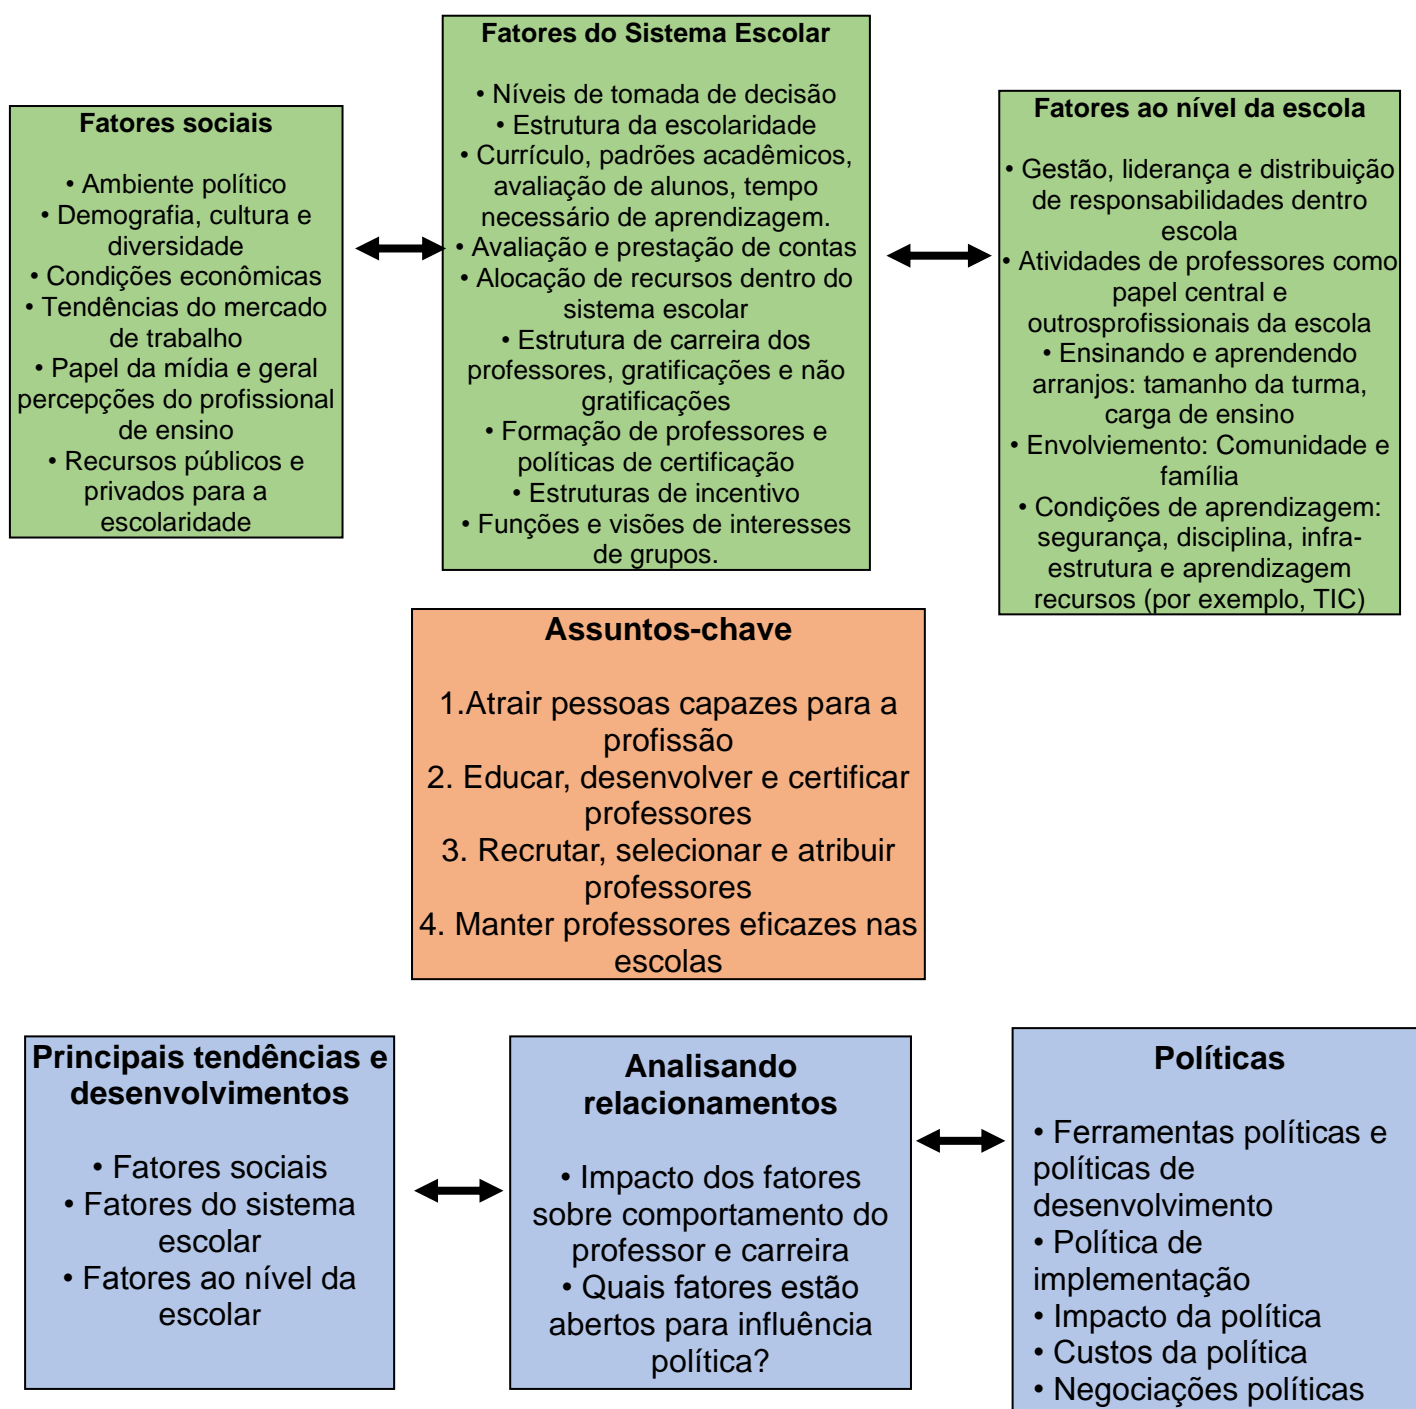 Fatores do Sistema Escolar
• Níveis de tomada de decisão
• Estrutura da escolaridade
• Currículo, padrões acadêmicos,
avaliação de alunos, tempo
necessário de aprendizagem.
• Avaliação e prestação de contas
• Alocação de recursos dentro do
sistema escolar
• Estrutura de carreira dos
professores, gratificações e não
gratificações
• Formação de professores e
políticas de certificação
• Estruturas de incentivo
• Funções e visões de interesses
de grupos.
Fatores sociais
• Ambiente político
• Demografia, cultura e
diversidade
• Condições econômicas
• Tendências do mercado
de trabalho
• Papel da mídia e geral
percepções do profissional
de ensino
• Recursos públicos e
privados para a
escolaridade
Fatores ao nível da escola
• Gestão, liderança e distribuição
de responsabilidades dentro
escola
• Atividades de professores como
papel central e
outrosprofissionais da escola
• Ensinando e aprendendo
arranjos: tamanho da turma,
carga de ensino
• Envolviemento: Comunidade e
família
• Condições de aprendizagem:
segurança, disciplina, infra-
estrutura e aprendizagem
recursos (por exemplo, TIC)
Assuntos-chave
1.Atrair pessoas capazes para a
profissão
2. Educar, desenvolver e certificar
professores
3. Recrutar, selecionar e atribuir
professores
4. Manter professores eficazes nas
escolas
Principais tendências e
desenvolvimentos
• Fatores sociais
• Fatores do sistema
escolar
• Fatores ao nível da
escolar
Analisando
relacionamentos
• Impacto dos fatores
sobre comportamento do
professor e carreira
• Quais fatores estão
abertos para influência
política?
Políticas
• Ferramentas políticas e
políticas de
desenvolvimento
• Política de
implementação
• Impacto da política
• Custos da política
• Negociações políticas